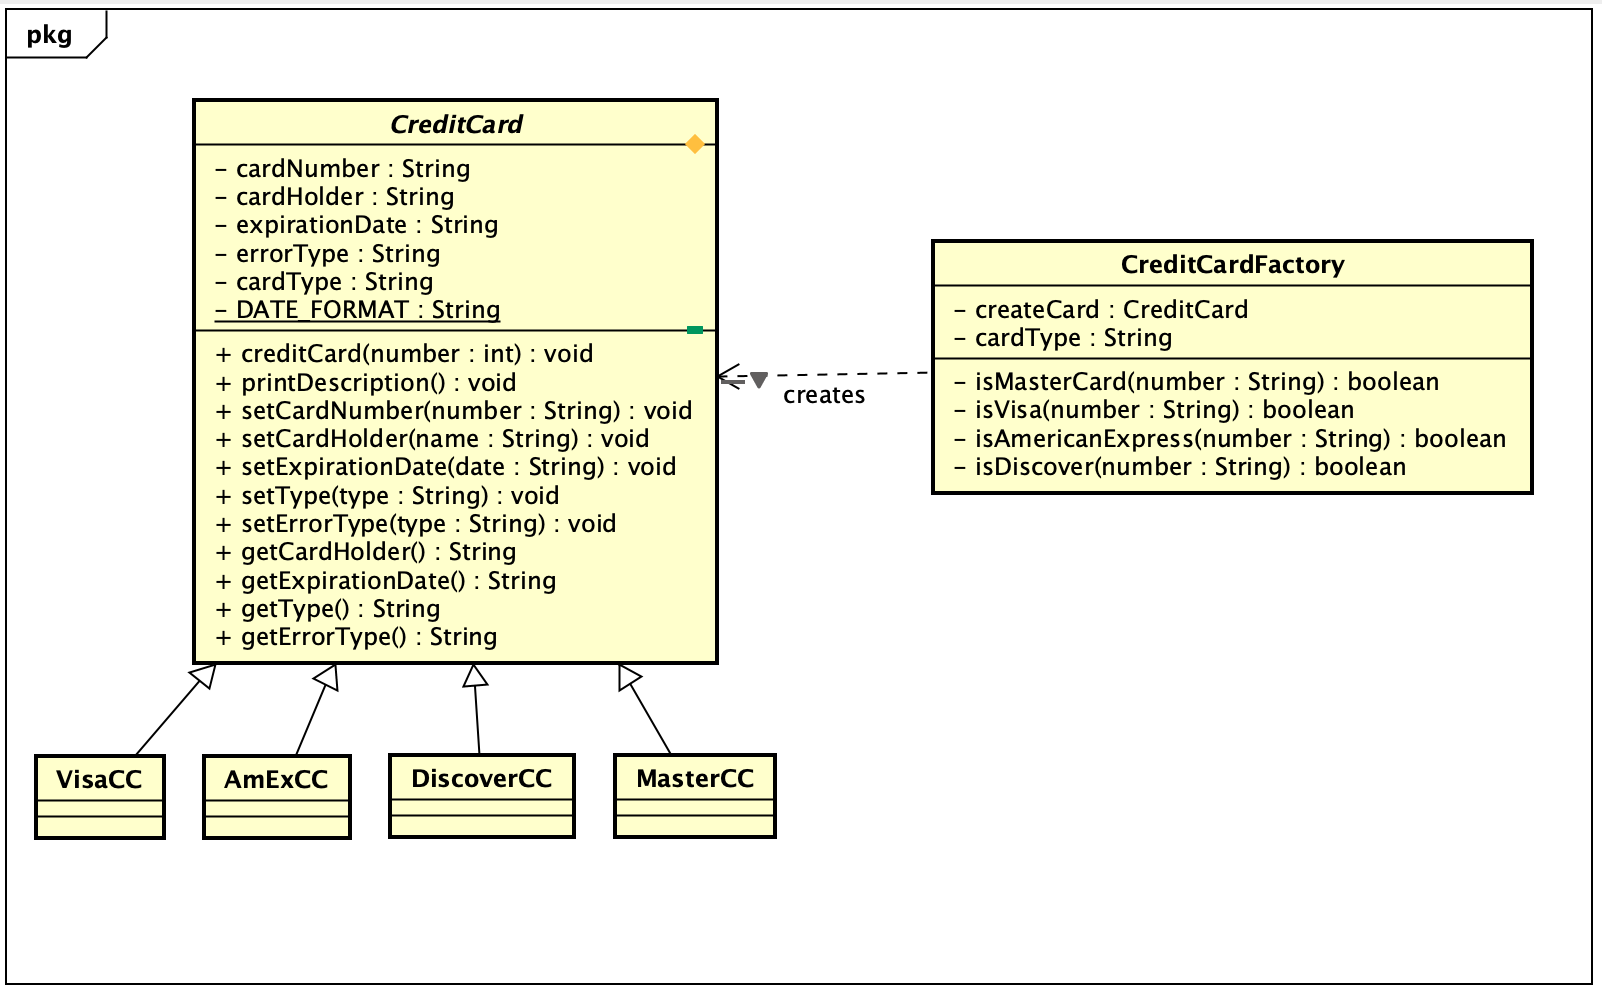 pkg
CreditCard
- cardNumber : String
- cardHolder : String
- expirationDate : String
- errorType : String
- cardType : String
- DATE_FORMAT : String
+ creditCard(number : int) : void
+ printDescription() : void
+ setCardNumber(number : String) : void
+ setCardHolder(name : String) : void
+ setExpirationDate(date : String) : void
+ setType(type : String) : void
+ setErrorType(type : String) : void
+ getCardHolder() : String
+ getExpirationDate() : String
+ getType() : String
+ getErrorType() : String
creates
CreditCardFactory
- createCard : CreditCard
- cardType : String
- isMasterCard(number : String) : boolean
- isVisa(number : String) : boolean
- isAmericanExpress(number : String) : boolean
- isDiscover(number : String) : boolean
VisaCC
AmExCC
DiscoverCC
MasterCC